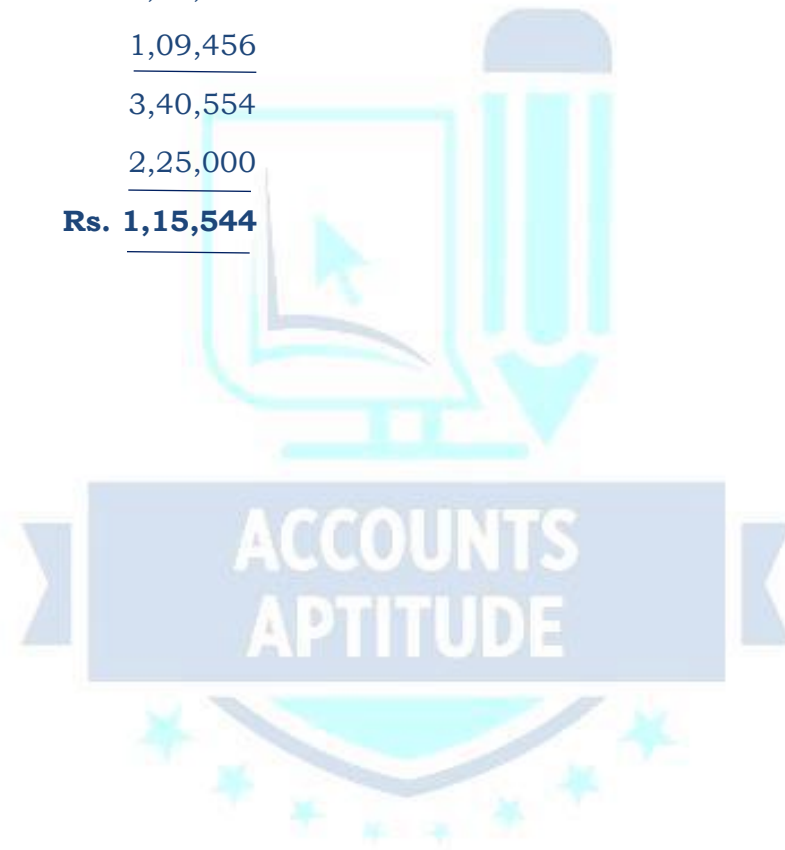 1,09,456
3,40,554
2,25,000
Rs. 1,15,544
ACCOUNTS
APTITUDE